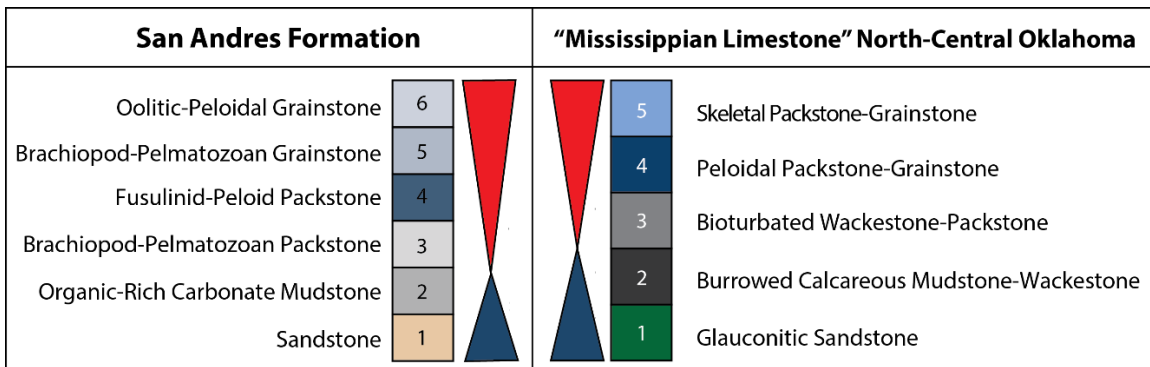 San Andres Formation
"Mississippian Limestone" North-Central Oklahoma
Oolitic-Peloidal Grainstone 6
Brachiopod-Pelmatozoan Grainstone 5
Fusulinid-Peloid Packstone 4
Brachiopod-Pelmatozoan Packstone 3
Organic-Rich Carbonate Mudstone 2
Sandstone 1
5 Skeletal Packstone-Grainstone
4 Peloidal Packstone-Grainstone
3 Bioturbated Wackestone-Packstone
2 Burrowed Calcareous Mudstone-Wackestone
1 Glauconitic Sandstone